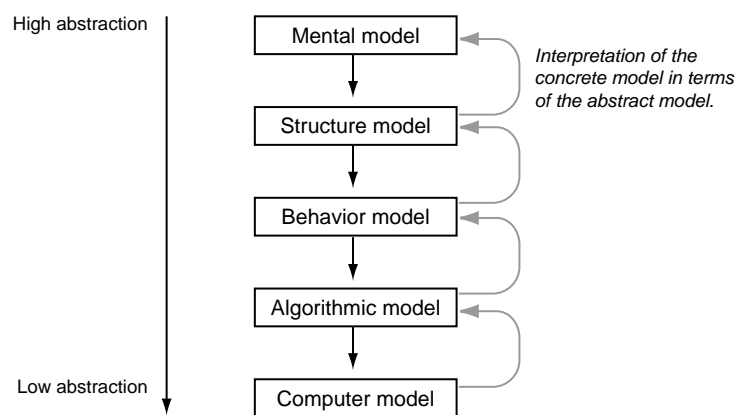 High abstraction
Mental model
Interpretation of the
concrete model in terms
of the abstract model.
Structure model
Behavior model
Algorithmic model
Low abstraction
Computer model